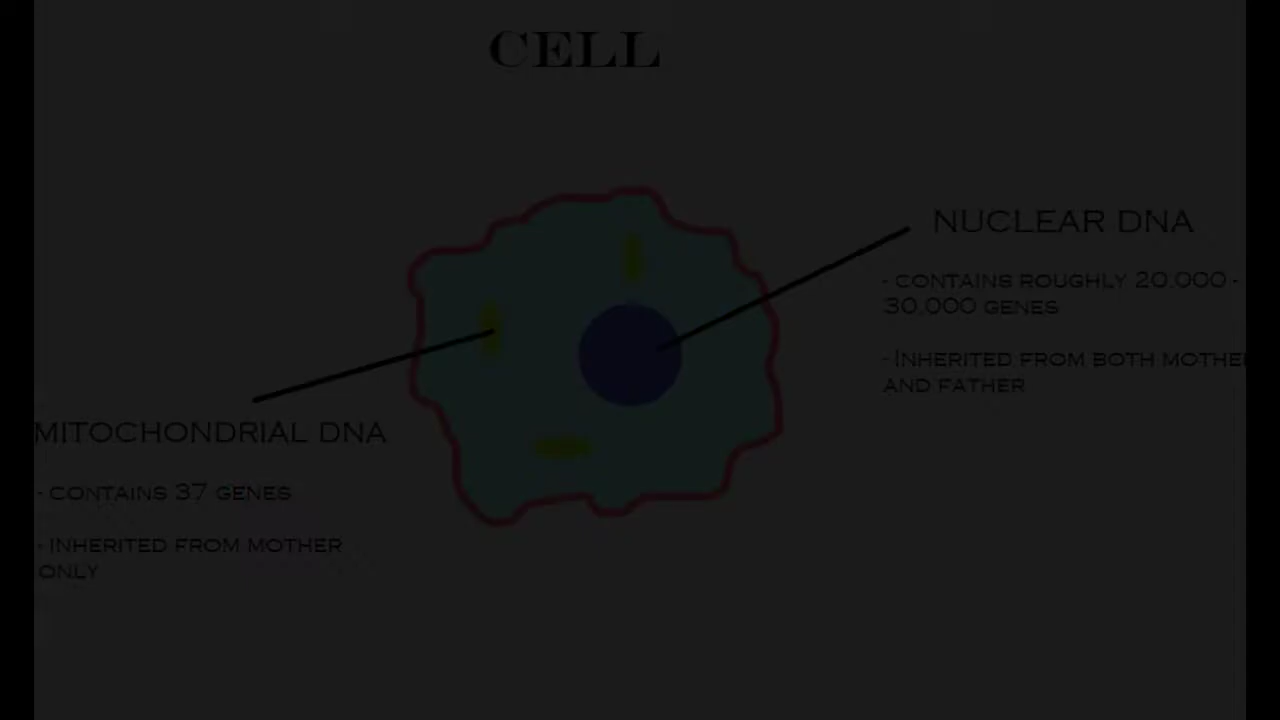 CELL
NUCLEAR DNA
- CONTAINS ROUGHLY 20,000 -
30,000 GENES
- INHERITED FROM BOTH MOTHER
AND FATHER
MITOCHONDRIAL DNA
- CONTAINS 37 GENES
- INHERITED FROM MOTHER
ONLY